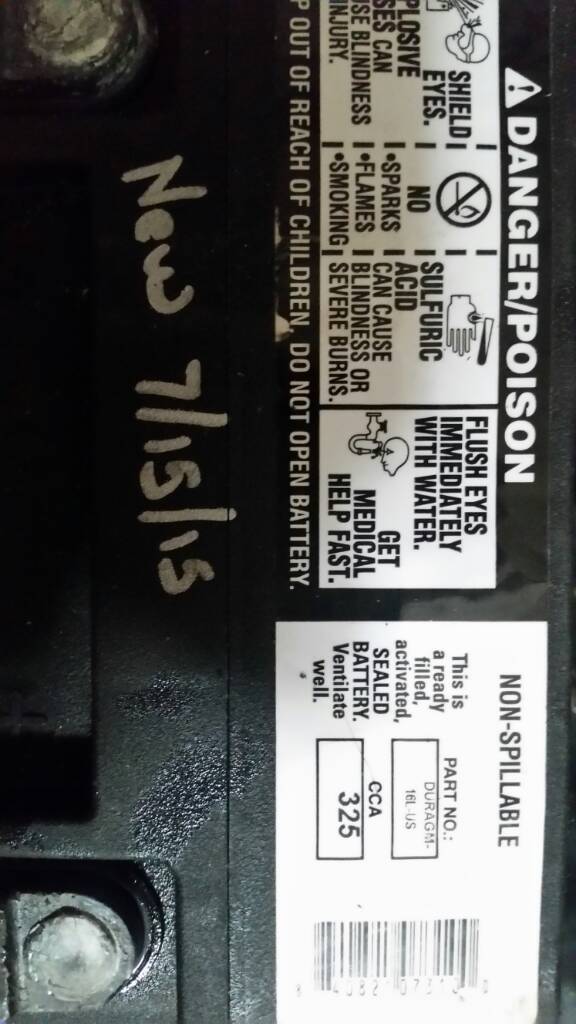 DANGER/POISON
SHIELD
EYES.
PLOSIVE
SES CAN
SE BLINDNESS
INJURY.
NO
•SPARKS
•FLAMES
•SMOKING
SULFURIC
ACID
CAN CAUSE
BLINDNESS OR
SEVERE BURNS.
FLUSH EYES
IMMEDIATELY
WITH WATER.
GET
MEDICAL
HELP FAST.
P OUT OF REACH OF CHILDREN. DO NOT OPEN BATTERY.
New 7/15/15
NON-SPILLABLE
This is
a ready
filled,
activated,
SEALED
BATTERY.
Ventilate
well.
PART NO.:
DURAGM-
16L-US
CCA
325